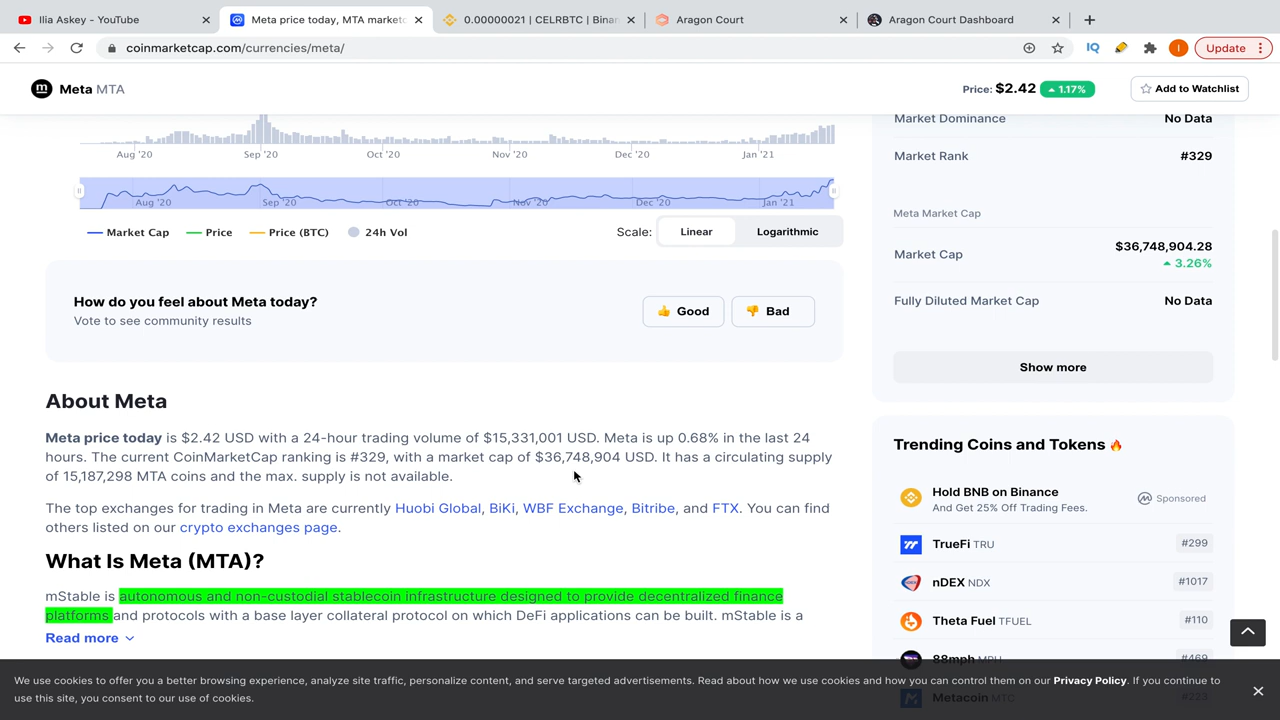 Ilia Askey - YouTube
Meta price today, MTA market
0.00000021 | CELRBTC | Binan
Aragon Court
Aragon Court Dashboard
coinmarketcap.com/currencies/meta/
IQ
I
Update
Meta MTA
Price: $2.42
1.17%
Add to Watchlist
Aug '20
Sep '20
Oct '20
Nov '20
Dec '20
Jan '21
Aug '20
Sep '20
Oct '20
Nov '20
Dec '20
Jan '21
Market Cap
Price
Price (BTC)
24h Vol
Scale:
Linear
Logarithmic
How do you feel about Meta today?
Vote to see community results
Good
Bad
About Meta
Meta price today is $2.42 USD with a 24-hour trading volume of $15,331,001 USD. Meta is up 0.68% in the last 24
hours. The current CoinMarketCap ranking is #329, with a market cap of $36,748,904 USD. It has a circulating supply
of 15,187,298 MTA coins and the max. supply is not available.
The top exchanges for trading in Meta are currently Huobi Global, BiKi, WBF Exchange, Bitribe, and FTX. You can find
others listed on our crypto exchanges page.
What Is Meta (MTA)?
mStable is autonomous and non-custodial stablecoin infrastructure designed to provide decentralized finance
platforms and protocols with a base layer collateral protocol on which DeFi applications can be built. mStable is a
Read more
Market Dominance
No Data
Market Rank
#329
Meta Market Cap
Market Cap
$36,748,904.28
3.26%
Fully Diluted Market Cap
No Data
Show more
Trending Coins and Tokens
Hold BNB on Binance
And Get 25% Off Trading Fees.
Sponsored
TrueFi TRU
#299
nDEX NDX
#1017
Theta Fuel TFUEL
#110
88mph MPH
#469
Metacoin MTC
#223
We use cookies to offer you a better browsing experience, analyze site traffic, personalize content, and serve targeted advertisements. Read about how we use cookies and how you can control them on our Privacy Policy. If you continue to
use this site, you consent to our use of cookies.